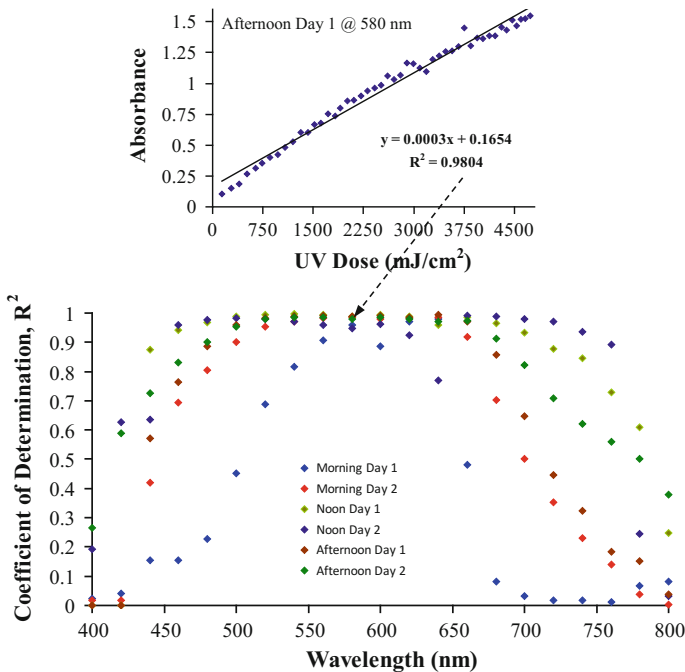 Afternoon Day 1 @ 580 nm
1.5
1.25
1
0.75
0.5
0.25
0
Absorbance
y = 0.0003x + 0.1654
R² = 0.9804
0 750 1500 2250 3000 3750 4500
UV Dose (mJ/cm²)
1
0.9
0.8
0.7
0.6
0.5
0.4
0.3
0.2
0.1
0
Coefficient of Determination, R²
Morning Day 1
Morning Day 2
Noon Day 1
Noon Day 2
Afternoon Day 1
Afternoon Day 2
400 450 500 550 600 650 700 750 800
Wavelength (nm)